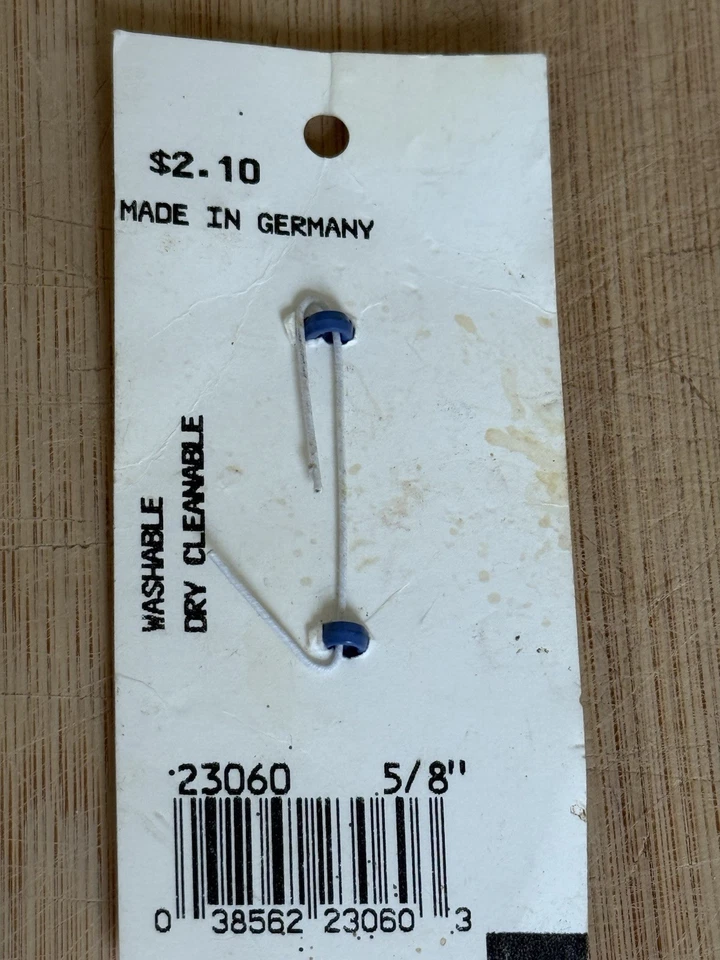 $2.10
MADE IN GERMANY
WASHABLE
DRY CLEANABLE
23060 5/8"
0 38562 23060 3